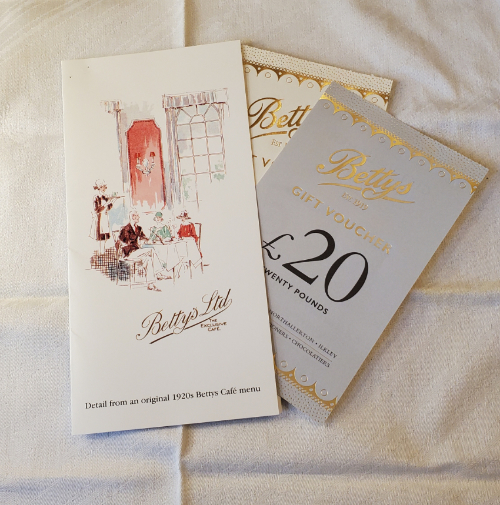 Bettys Ltd
THE
EXCLUSIVE
CAFÉ.
Detail from an original 1920s Bettys Café menu
Bettys
Bettys
GIFT VOUCHER
£20
TWENTY POUNDS
NORTHALLERTON • ILKLEY
• CHOCOLATIERS